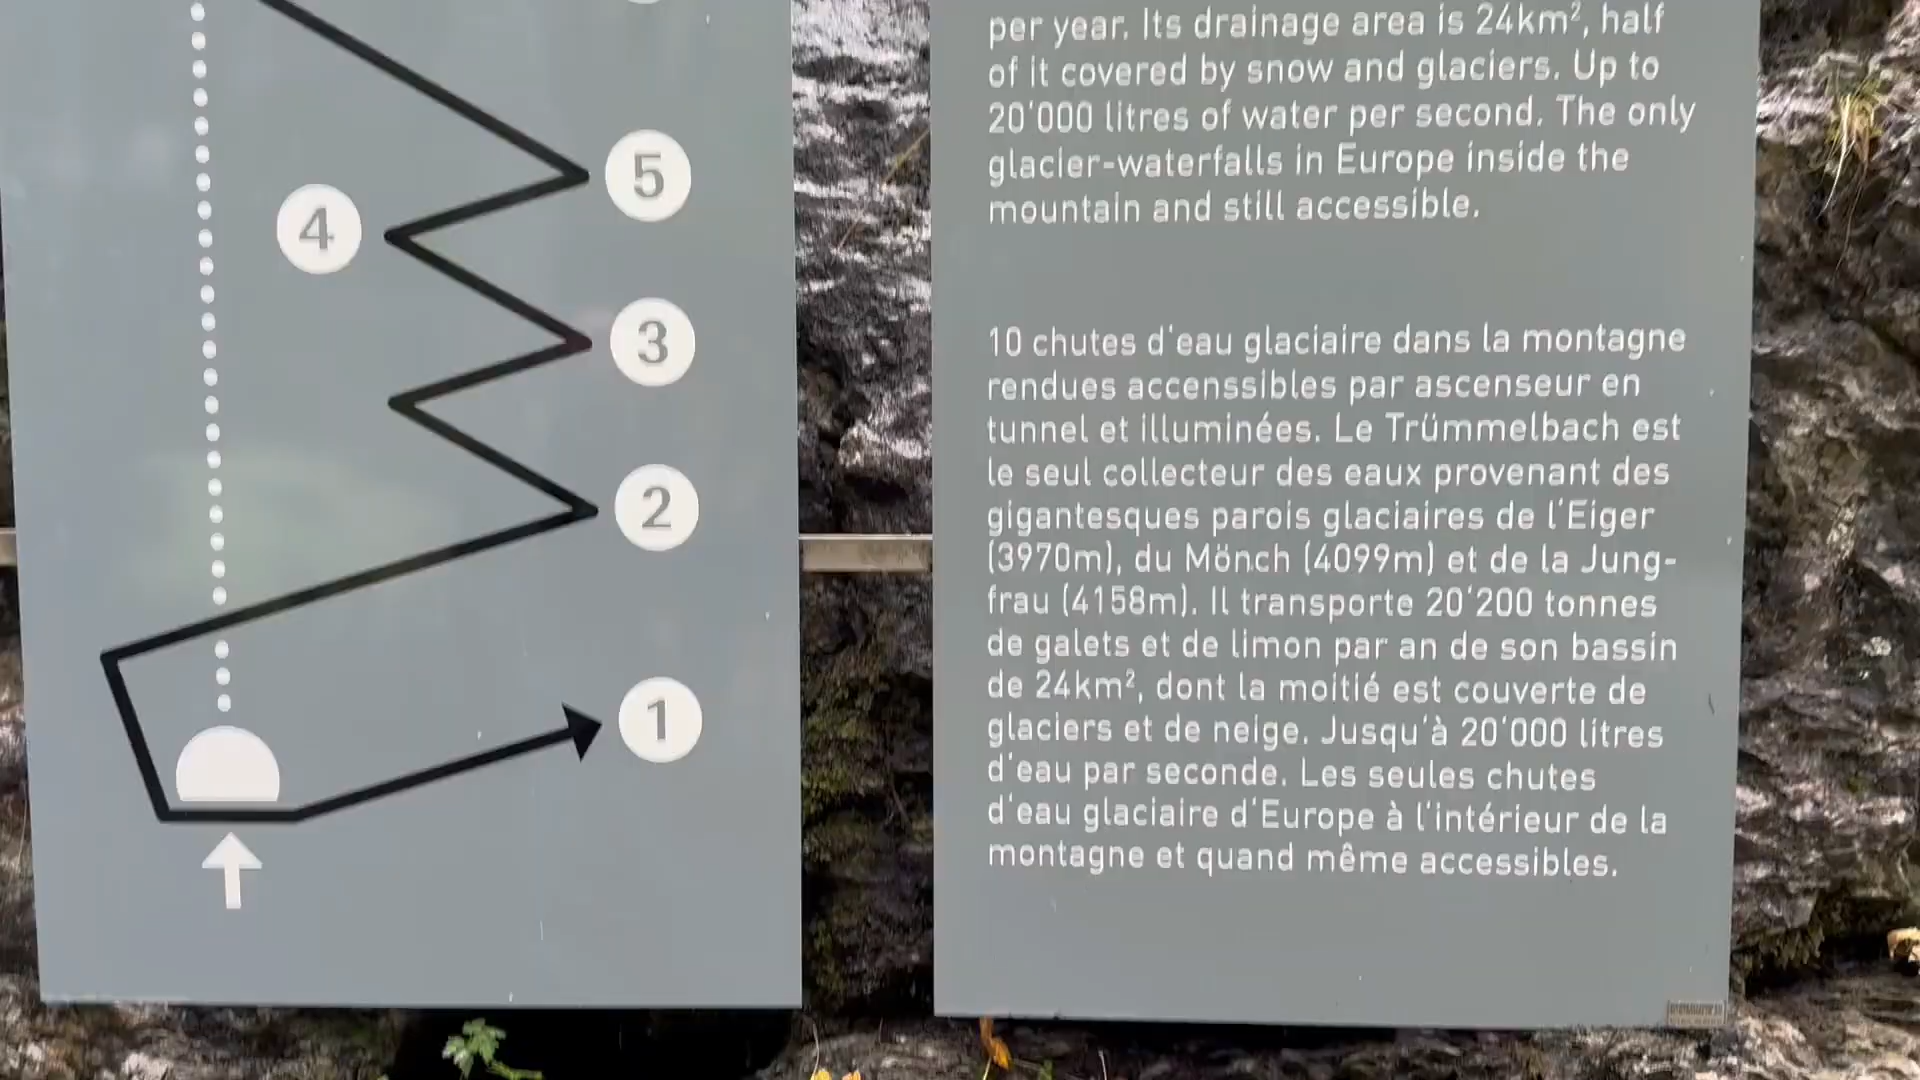 5
4
3
2
1
per year. Its drainage area is 24km², half
of it covered by snow and glaciers. Up to
20'000 litres of water per second. The only
glacier-waterfalls in Europe inside the
mountain and still accessible.
10 chutes d'eau glaciaire dans la montagne
rendues accenssibles par ascenseur en
tunnel et illuminées. Le Trümmelbach est
le seul collecteur des eaux provenant des
gigantesques parois glaciaires de l'Eiger
(3970m), du Mönch (4099m) et de la Jung-
frau (4158m). Il transporte 20'200 tonnes
de galets et de limon par an de son bassin
de 24km², dont la moitié est couverte de
glaciers et de neige. Jusqu'à 20'000 litres
d'eau par seconde. Les seules chutes
d'eau glaciaire d'Europe à l'intérieur de la
montagne et quand même accessibles.